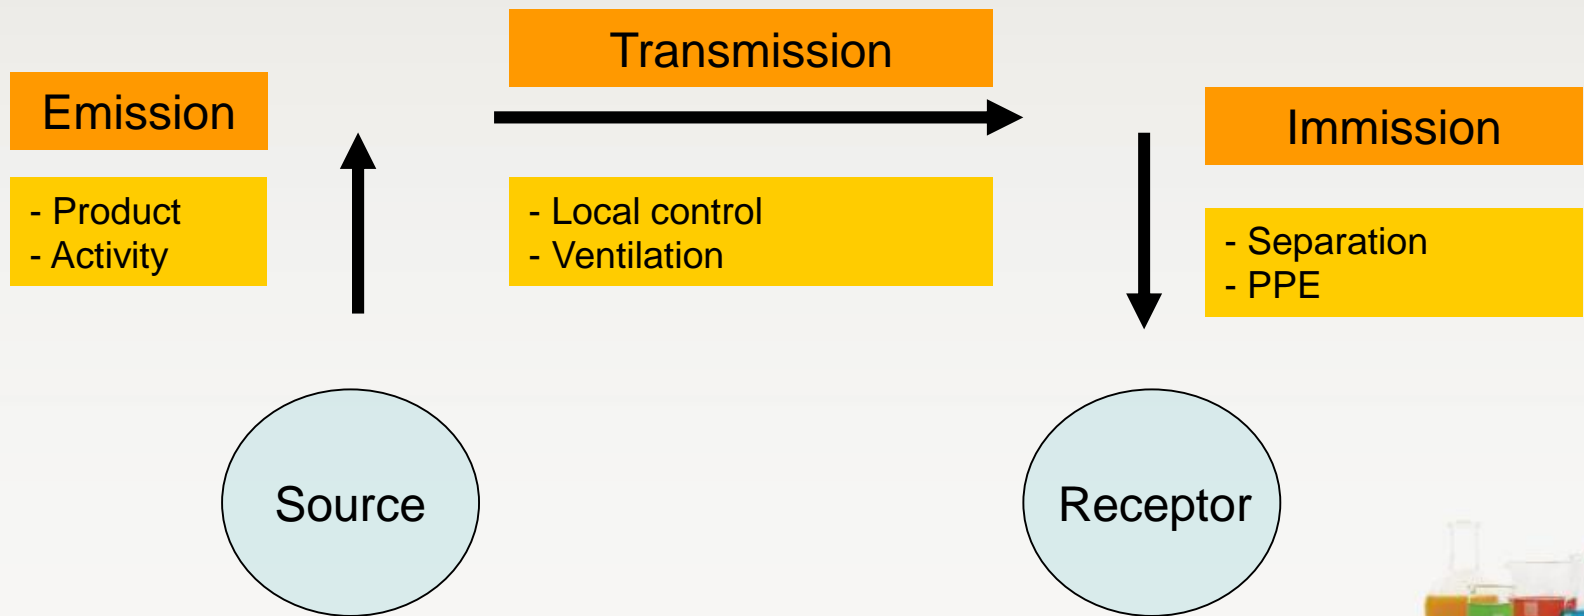 Transmission
Emission
Immission
- Product
- Activity
- Local control
- Ventilation
- Separation
- PPE
Source
Receptor